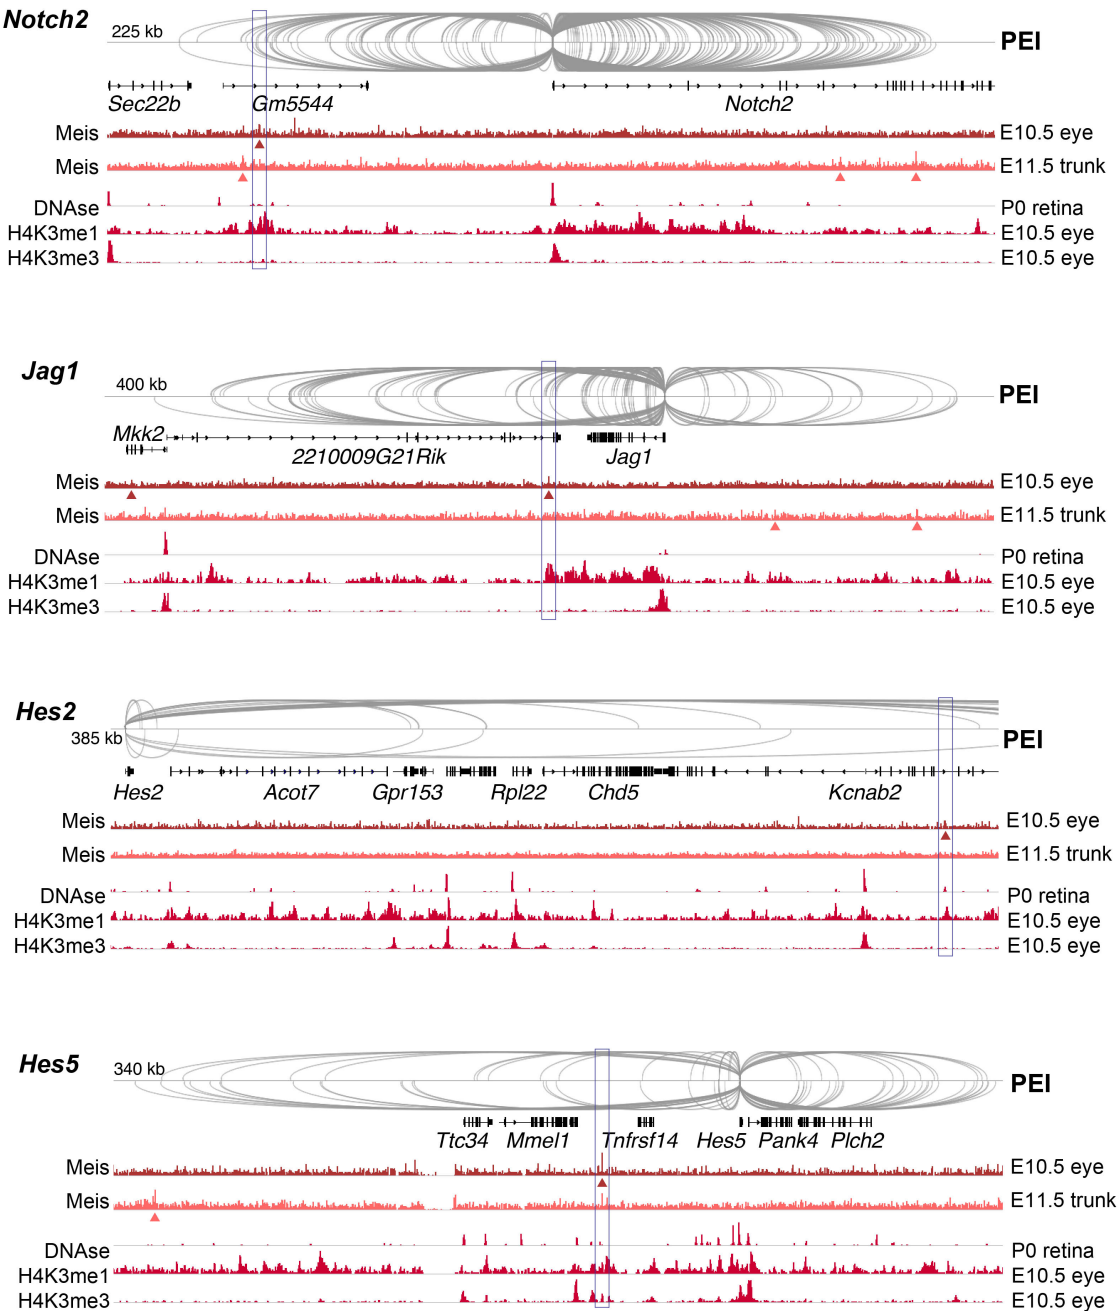 Notch2
225 kb
PEI
Sec22b Gm5544 Notch2
Meis E10.5 eye
Meis E11.5 trunk
DNAse P0 retina
H4K3me1 E10.5 eye
H4K3me3 E10.5 eye
Jag1
400 kb
PEI
Mkk2
2210009G21Rik Jag1
Meis E10.5 eye
Meis E11.5 trunk
DNAse P0 retina
H4K3me1 E10.5 eye
H4K3me3 E10.5 eye
Hes2
385 kb
PEI
Hes2 Acot7 Gpr153 Rpl22 Chd5 Kcnab2
Meis E10.5 eye
Meis E11.5 trunk
DNAse P0 retina
H4K3me1 E10.5 eye
H4K3me3 E10.5 eye
Hes5
340 kb
PEI
Ttc34 Mmel1 Tnfrsf14 Hes5 Pank4 Plch2
Meis E10.5 eye
Meis E11.5 trunk
DNAse P0 retina
H4K3me1 E10.5 eye
H4K3me3 E10.5 eye